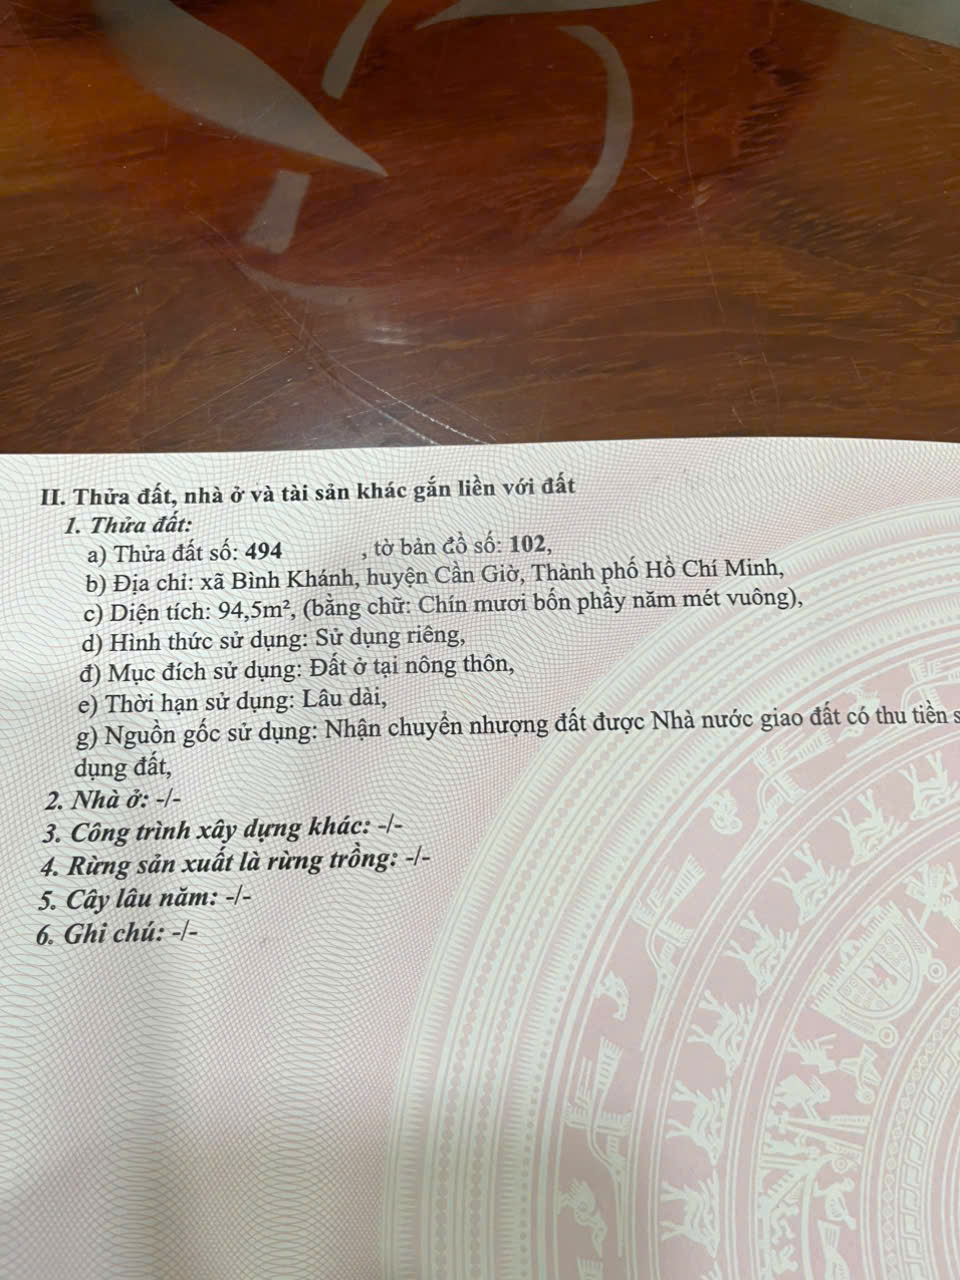 II. Thửa đất, nhà ở và tài sản khác gắn liền với đất
1. Thửa đất:
a) Thửa đất số: 494 , tờ bản đồ số: 102,
b) Địa chỉ: xã Bình Khánh, huyện Cần Giờ, Thành phố Hồ Chí Minh,
c) Diện tích: 94,5m², (bằng chữ: Chín mươi bốn phẩy năm mét vuông),
d) Hình thức sử dụng: Sử dụng riêng,
đ) Mục đích sử dụng: Đất ở tại nông thôn,
e) Thời hạn sử dụng: Lâu dài,
g) Nguồn gốc sử dụng: Nhận chuyển nhượng đất được Nhà nước giao đất có thu tiền
dụng đất,
2. Nhà ở: -/-
3. Công trình xây dựng khác: -/-
4. Rừng sản xuất là rừng trồng: -/-
5. Cây lâu năm: -/-
6. Ghi chú: -/-